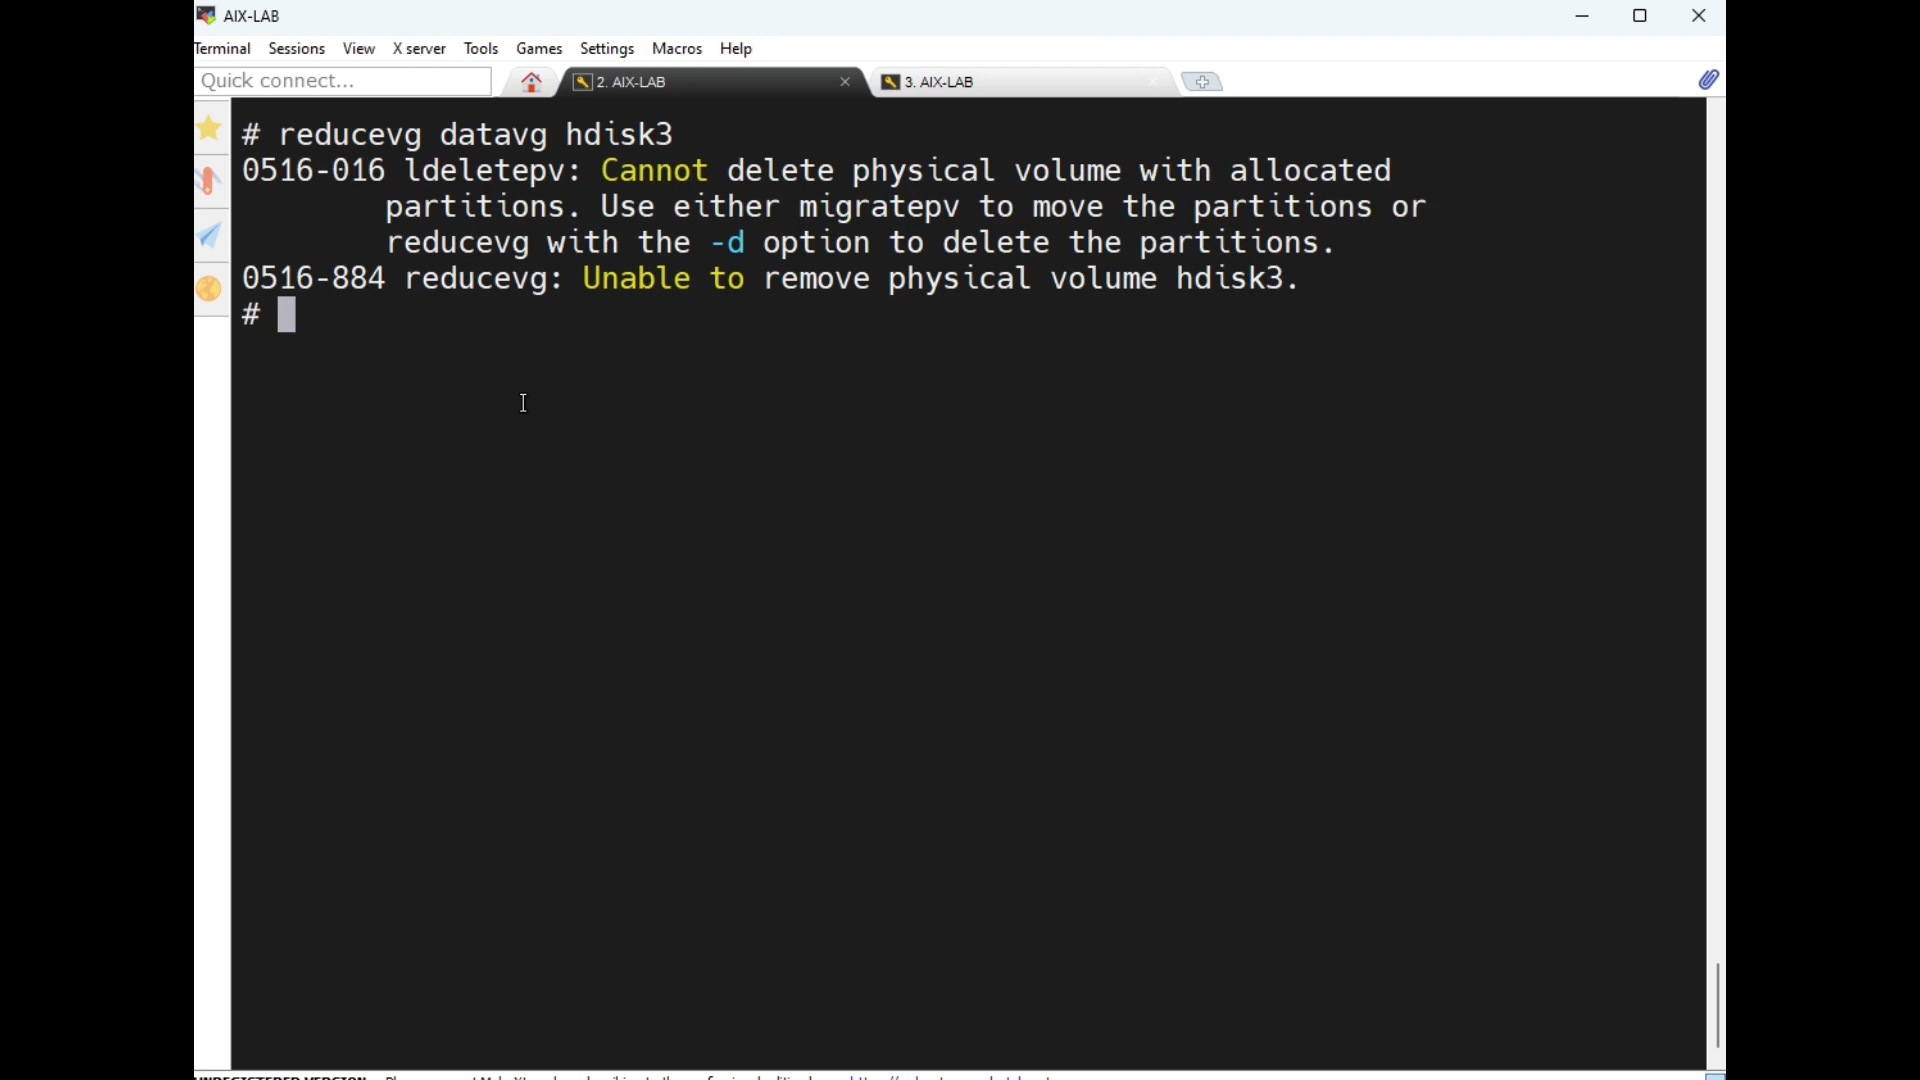 AIX-LAB
Terminal Sessions View X server Tools Games Settings Macros Help
Quick connect... 2. AIX-LAB 3. AIX-LAB
# reducevg datavg hdisk3
0516-016 ldeletepv: Cannot delete physical volume with allocated
partitions. Use either migratepv to move the partitions or
reducevg with the -d option to delete the partitions.
0516-884 reducevg: Unable to remove physical volume hdisk3.
#
UNREGISTERED VERSION